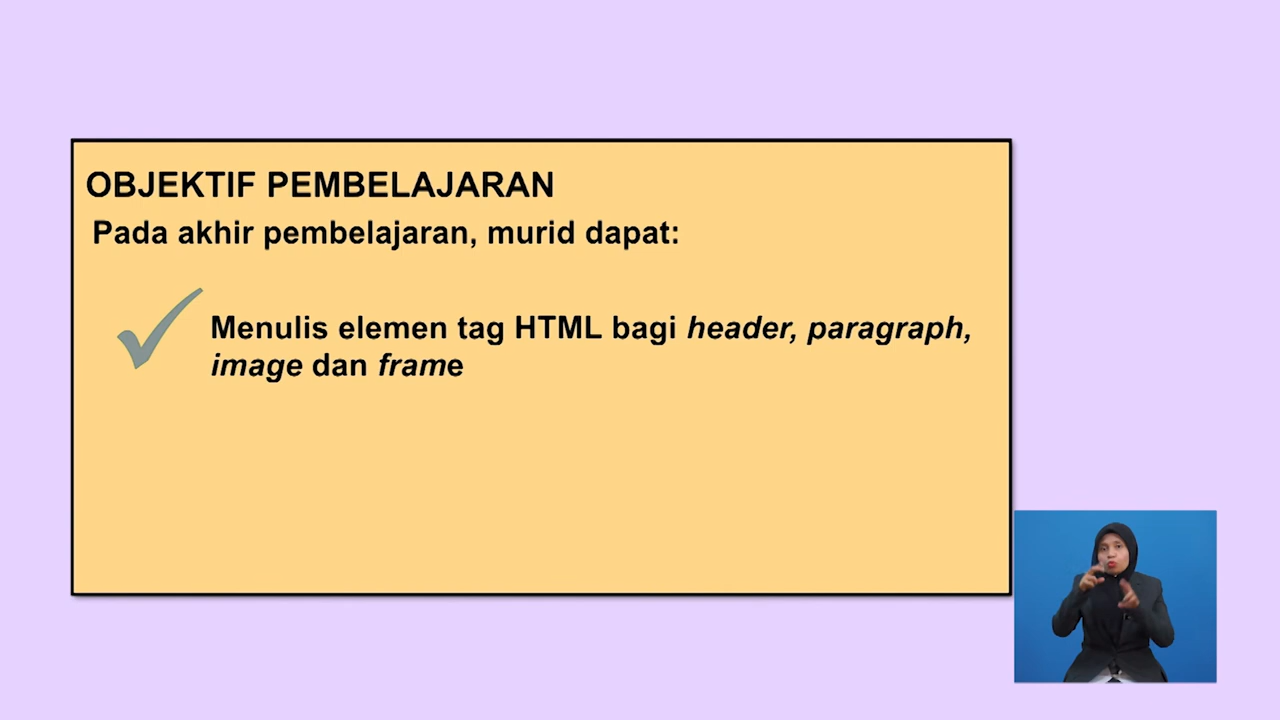 OBJEKTIF PEMBELAJARAN
Pada akhir pembelajaran, murid dapat:
Menulis elemen tag HTML bagi header, paragraph,
image dan frame